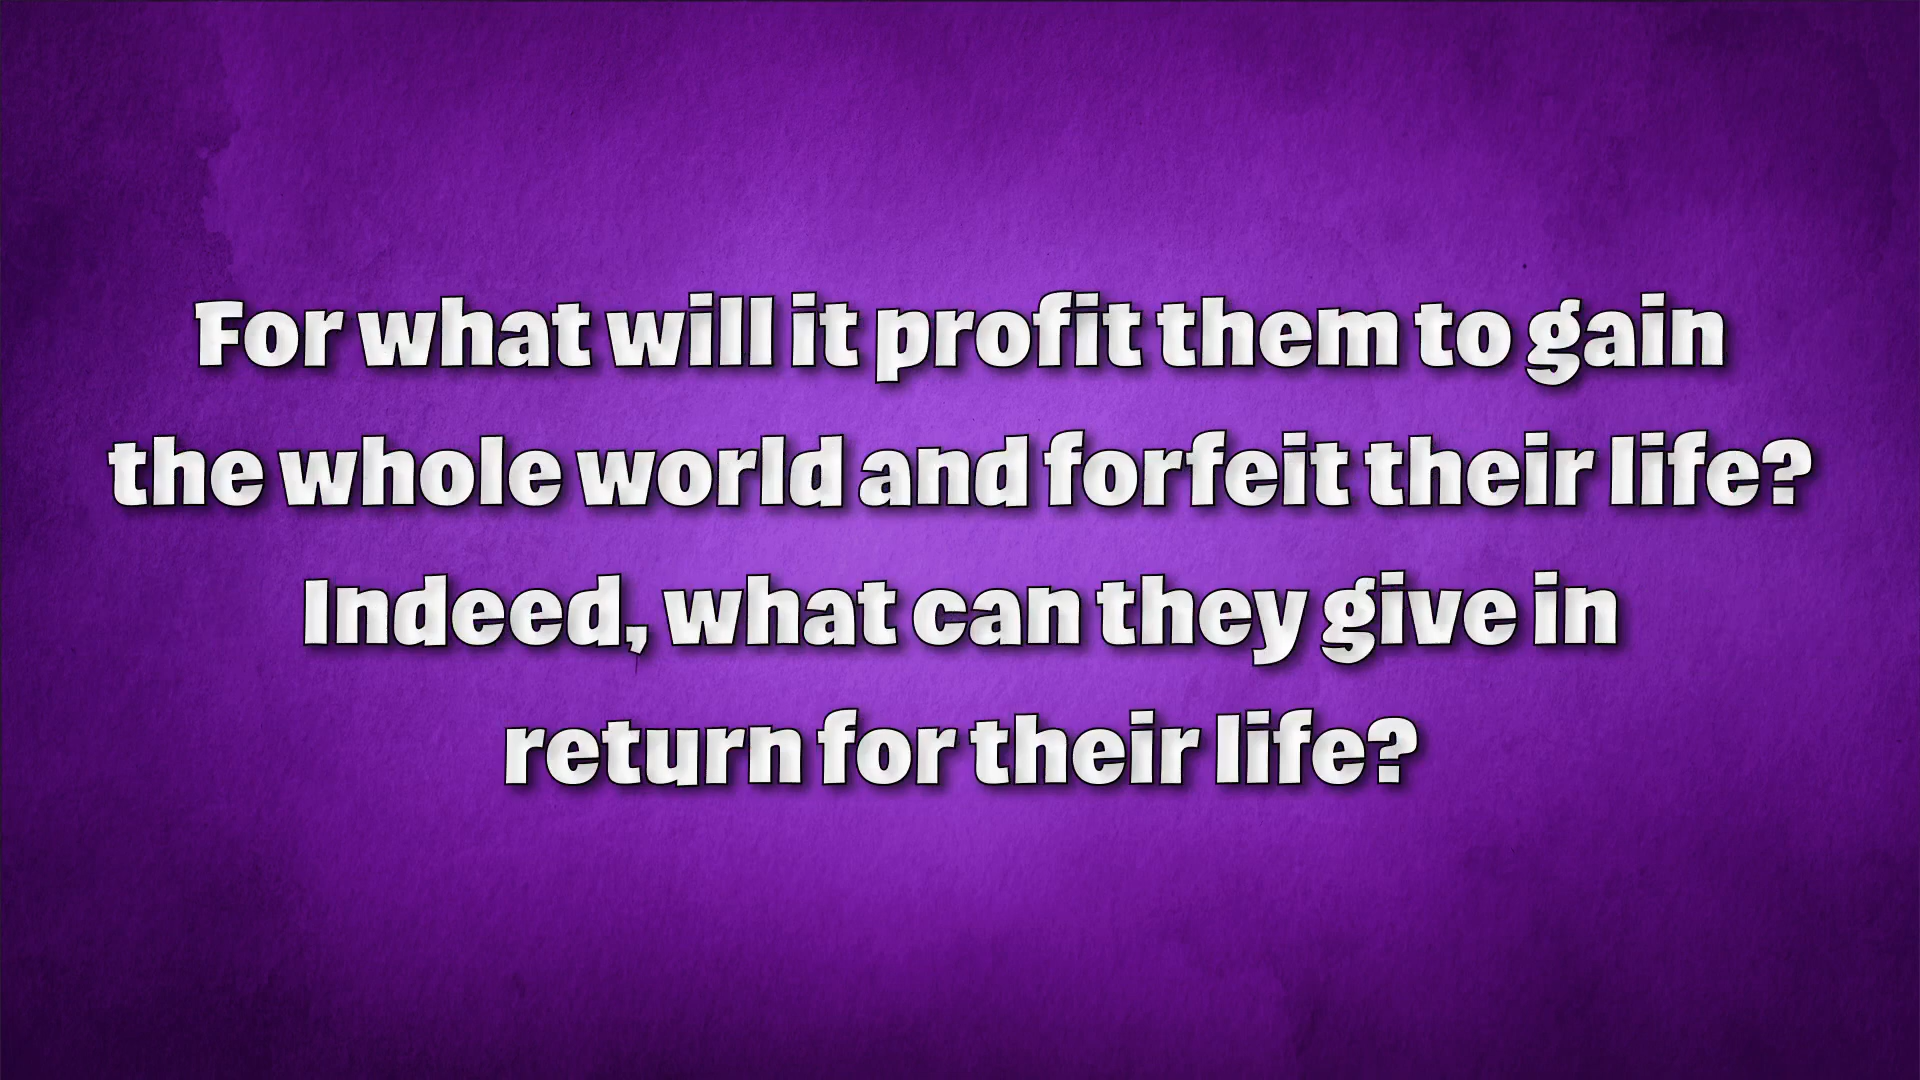 For what will it profit them to gain
the whole world and forfeit their life?
Indeed, what can they give in
return for their life?